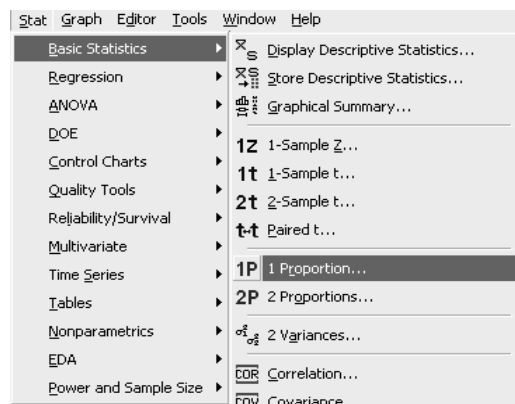 Stat Graph Editor Tools Window Help
Basic Statistics
Regression
ANOVA
DOE
Control Charts
Quality Tools
Reliability/Survival
Multivariate
Time Series
Tables
Nonparametrics
EDA
Power and Sample Size
Display Descriptive Statistics...
Store Descriptive Statistics...
Graphical Summary...
1Z 1-Sample Z...
1t 1-Sample t...
2t 2-Sample t...
t-t Paired t...
1P 1 Proportion...
2P 2 Proportions...
2 Variances...
COR Correlation...
COV Covariance